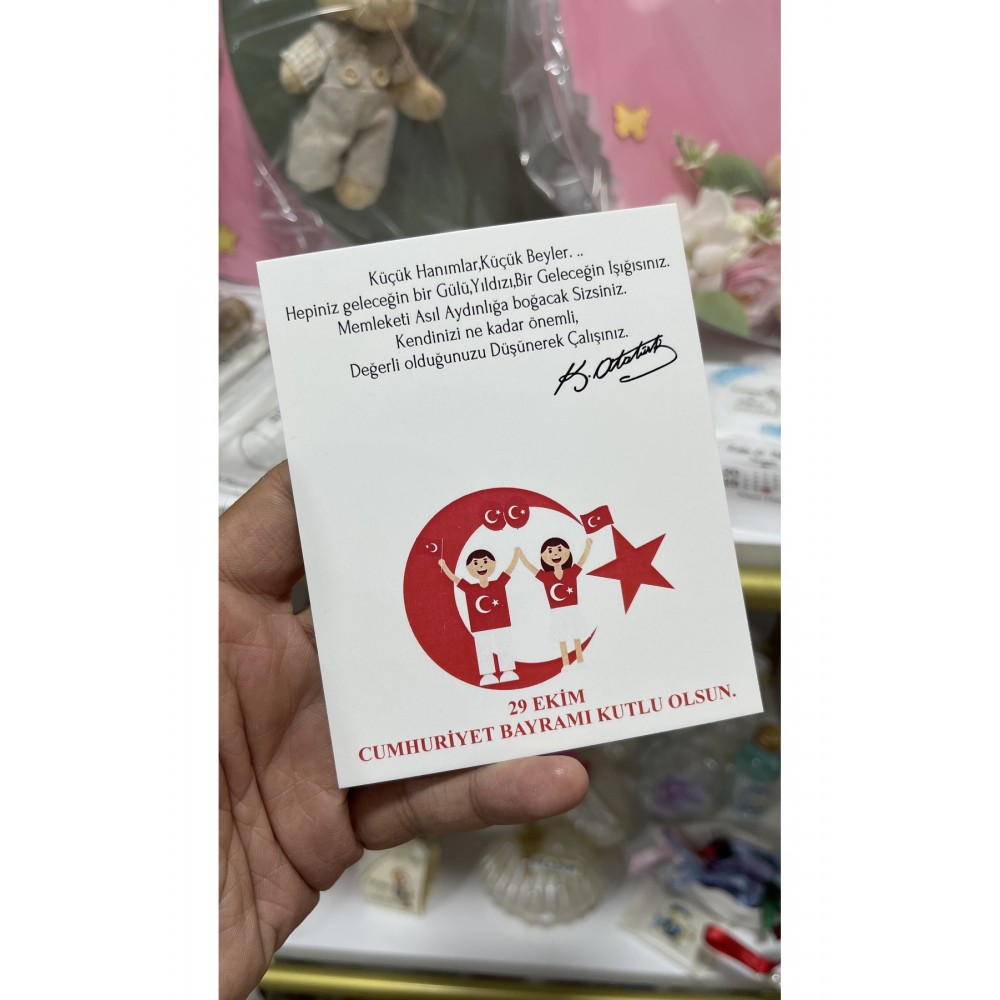 Küçük Hanımlar,Küçük Beyler. ..
Hepiniz geleceğin bir Gülü,Yıldızı,Bir Geleceğin Işığısınız.
Memleketi Asıl Aydınlığa boğacak Sizsiniz.
Kendinizi ne kadar önemli,
Değerli olduğunuzu Düşünerek Çalışınız.
K. Atatürk
29 EKİM
CUMHURİYET BAYRAMI KUTLU OLSUN.